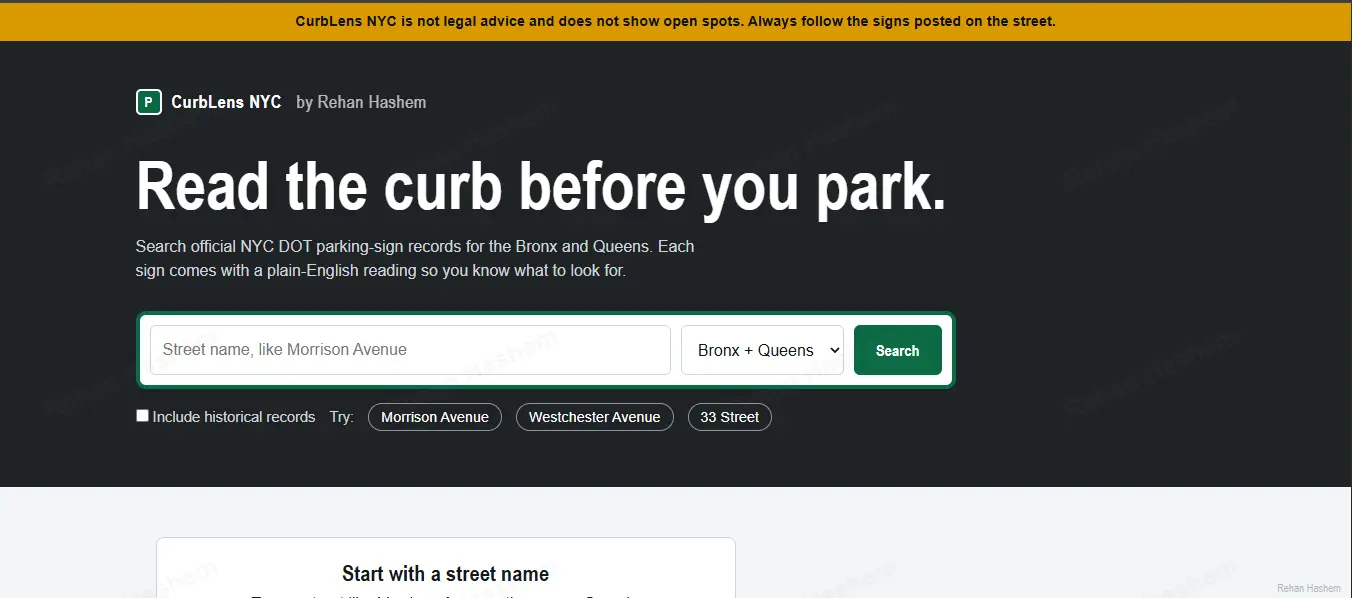 CurbLens NYC is not legal advice and does not show open spots. Always follow the signs posted on the street.
P CurbLens NYC by Rehan Hashem
Read the curb before you park.
Search official NYC DOT parking-sign records for the Bronx and Queens. Each
sign comes with a plain-English reading so you know what to look for.
Street name, like Morrison Avenue
Bronx + Queens
Search
Include historical records Try: Morrison Avenue Westchester Avenue 33 Street
Start with a street name
Rehan Hashem